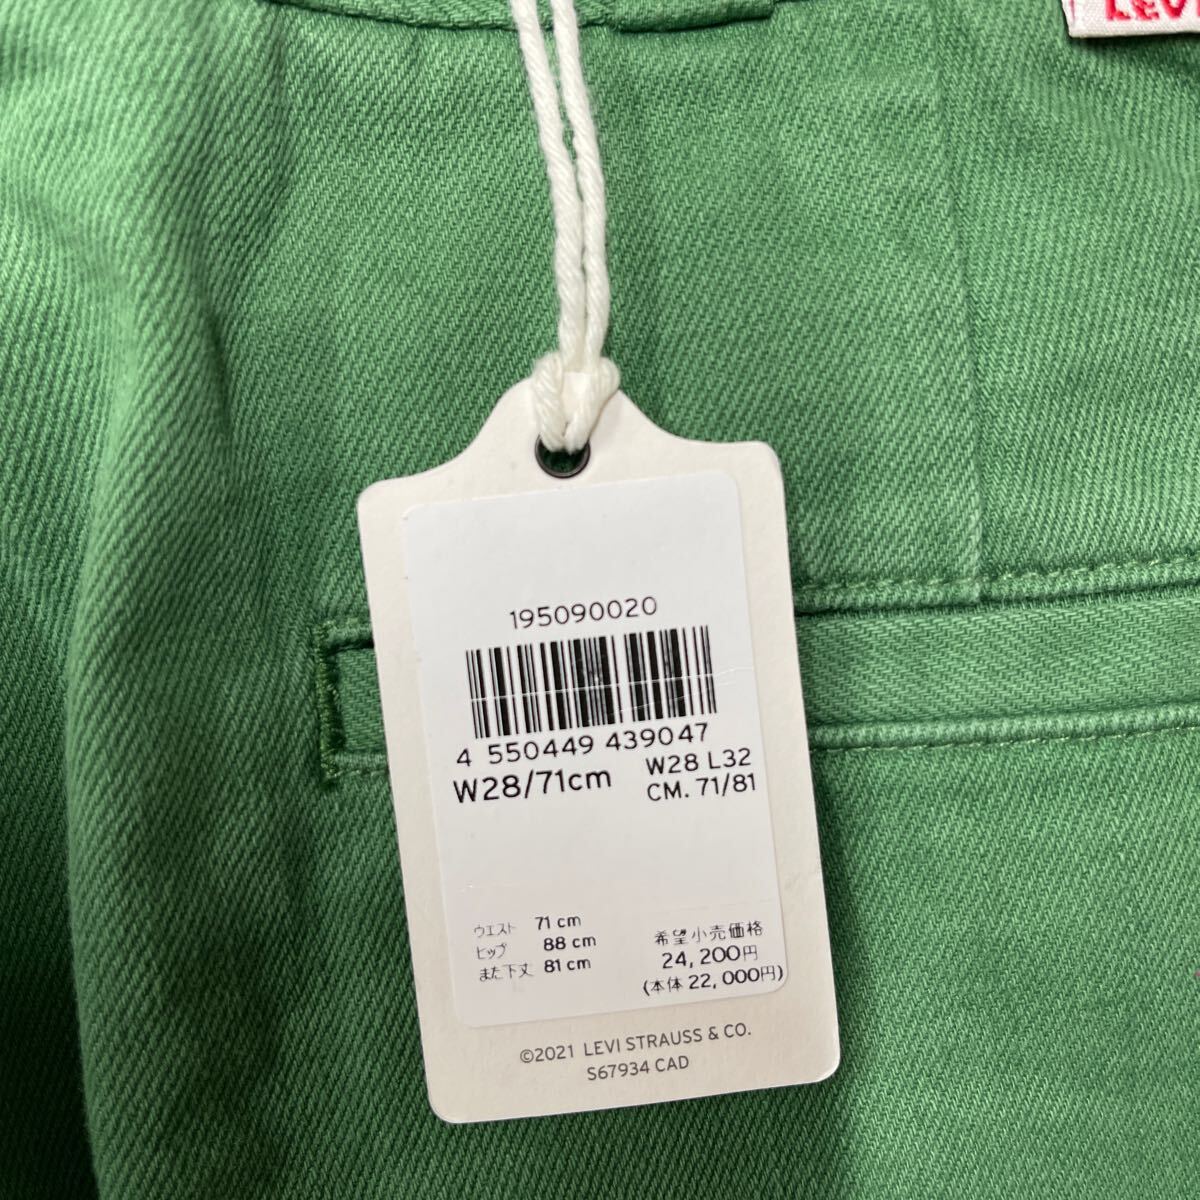 LEV
195090020
4 550449 439047
W28/71cm
W28 L32
CM. 71/81
ウエスト 71 cm
ヒップ 88 cm
また下丈 81 cm
希望小売価格
24,200円
(本体 22,000円)
©2021 LEVI STRAUSS & CO.
S67934 CAD